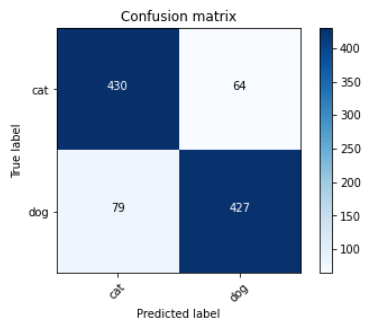 Confusion matrix
True label
cat
430
64
dog
79
427
cat
dog
Predicted label
400
350
300
250
200
150
100